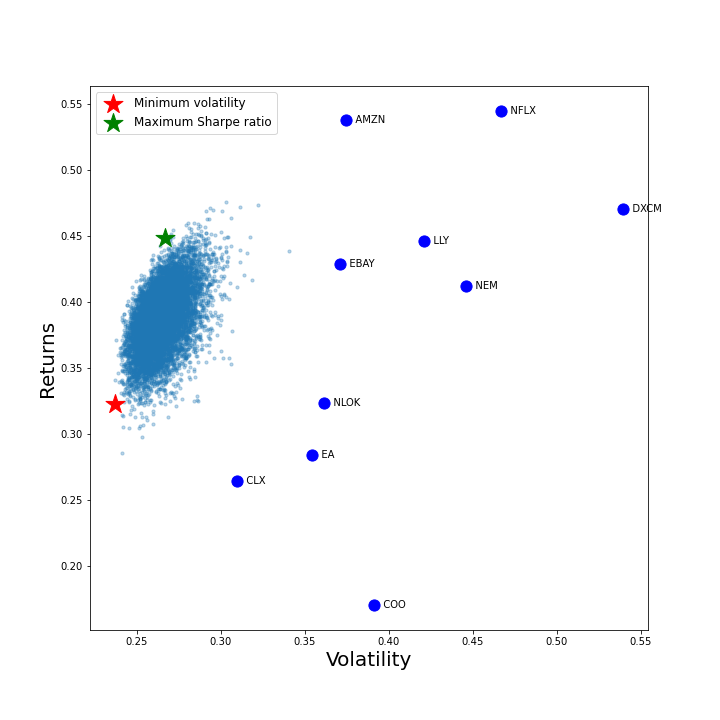 Minimum volatility
Maximum Sharpe ratio
0.55
0.50
0.45
0.40
0.35
0.30
0.25
0.20
Returns
AMZN
NFLX
DXCM
LLY
EBAY
NEM
NLOK
EA
CLX
COO
0.25
0.30
0.35
0.40
0.45
0.50
0.55
Volatility